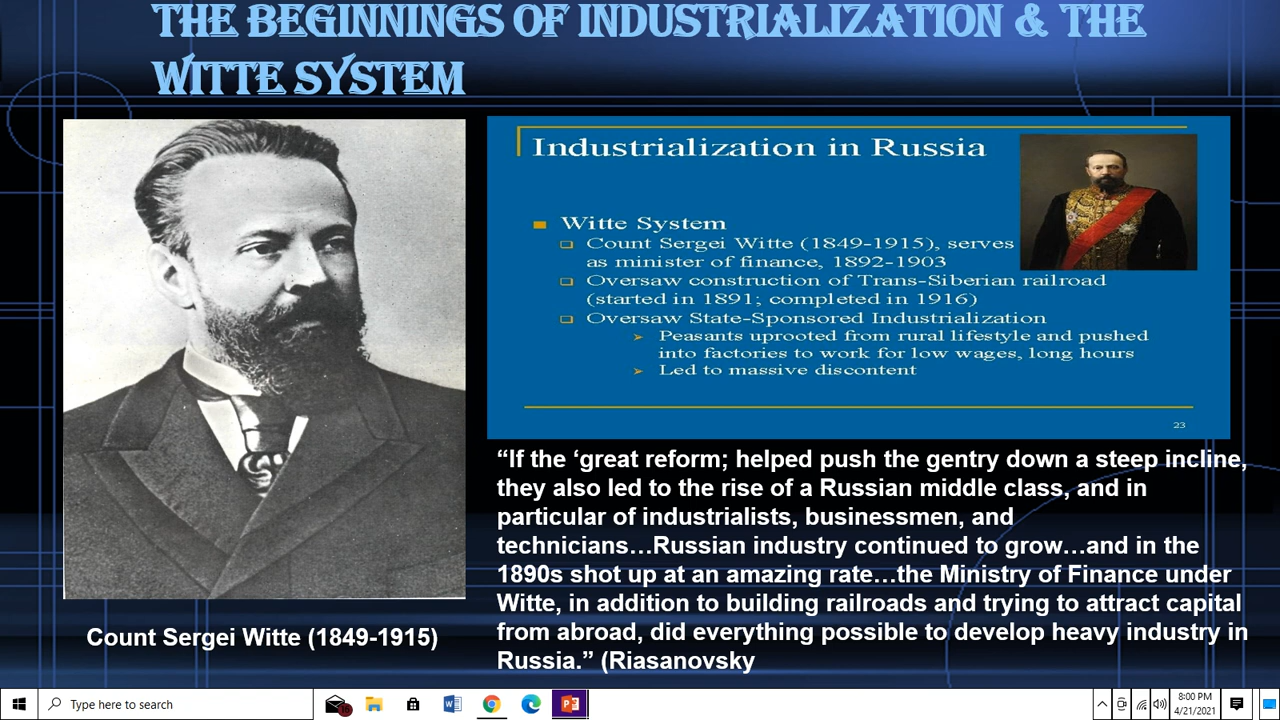 THE BEGINNINGS OF INDUSTRIALIZATION & THE
WITTE SYSTEM
Industrialization in Russia
Witte System
Count Sergei Witte (1849-1915), serves
as minister of finance, 1892-1903
Oversaw construction of Trans-Siberian railroad
(started in 1891; completed in 1916)
Oversaw State-Sponsored Industrialization
Peasants uprooted from rural lifestyle and pushed
into factories to work for low wages, long hours
Led to massive discontent
23
“If the ‘great reform; helped push the gentry down a steep incline,
they also led to the rise of a Russian middle class, and in
particular of industrialists, businessmen, and
technicians…Russian industry continued to grow…and in the
1890s shot up at an amazing rate…the Ministry of Finance under
Witte, in addition to building railroads and trying to attract capital
from abroad, did everything possible to develop heavy industry in
Russia.” (Riasanovsky
Count Sergei Witte (1849-1915)
Type here to search
8:00 PM
4/21/2021